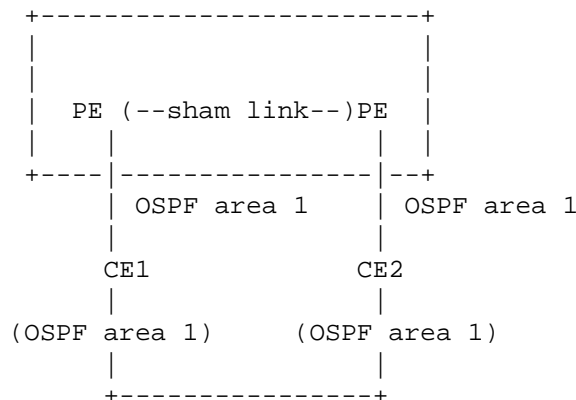 PE (--sham link--)PE
OSPF area 1 OSPF area 1
CE1 CE2
(OSPF area 1) (OSPF area 1)